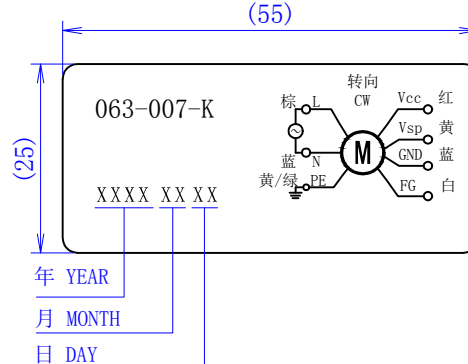 (55)
(25)
063-007-K
转向
CW
棕 L
蓝 N
黄/绿 PE
M
Vcc 红
Vsp 黄
GND 蓝
FG 白
XXXX XX XX
年 YEAR
月 MONTH
日 DAY